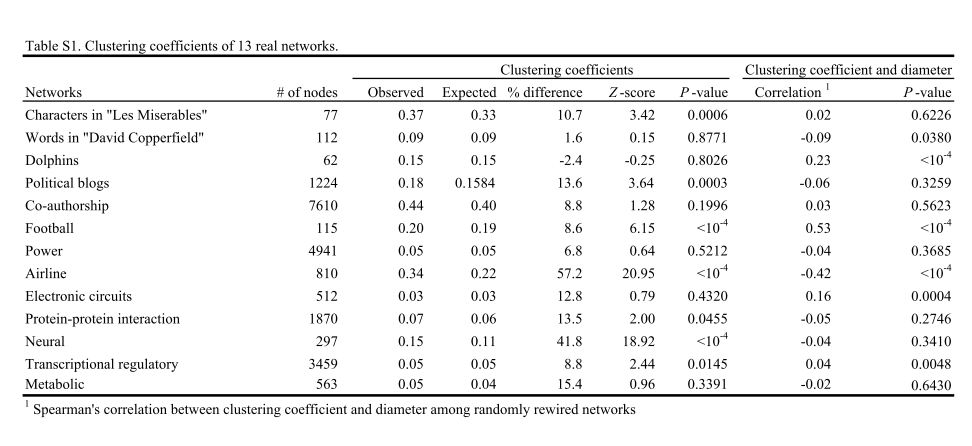 Table S1. Clustering coefficients of 13 real networks.
Clustering coefficients Clustering coefficient and diameter
Networks # of nodes Observed Expected % difference Z-score P-value Correlation 1 P-value
Characters in "Les Miserables" 77 0.37 0.33 10.7 3.42 0.0006 0.02 0.6226
Words in "David Copperfield" 112 0.09 0.09 1.6 0.15 0.8771 -0.09 0.0380
Dolphins 62 0.15 0.15 -2.4 -0.25 0.8026 0.23 <10-4
Political blogs 1224 0.18 0.1584 13.6 3.64 0.0003 -0.06 0.3259
Co-authorship 7610 0.44 0.40 8.8 1.28 0.1996 0.03 0.5623
Football 115 0.20 0.19 8.6 6.15 <10-4 0.53 <10-4
Power 4941 0.05 0.05 6.8 0.64 0.5212 -0.04 0.3685
Airline 810 0.34 0.22 57.2 20.95 <10-4 -0.42 <10-4
Electronic circuits 512 0.03 0.03 12.8 0.79 0.4320 0.16 0.0004
Protein-protein interaction 1870 0.07 0.06 13.5 2.00 0.0455 -0.05 0.2746
Neural 297 0.15 0.11 41.8 18.92 <10-4 -0.04 0.3410
Transcriptional regulatory 3459 0.05 0.05 8.8 2.44 0.0145 0.04 0.0048
Metabolic 563 0.05 0.04 15.4 0.96 0.3391 -0.02 0.6430
1 Spearman's correlation between clustering coefficient and diameter among randomly rewired networks